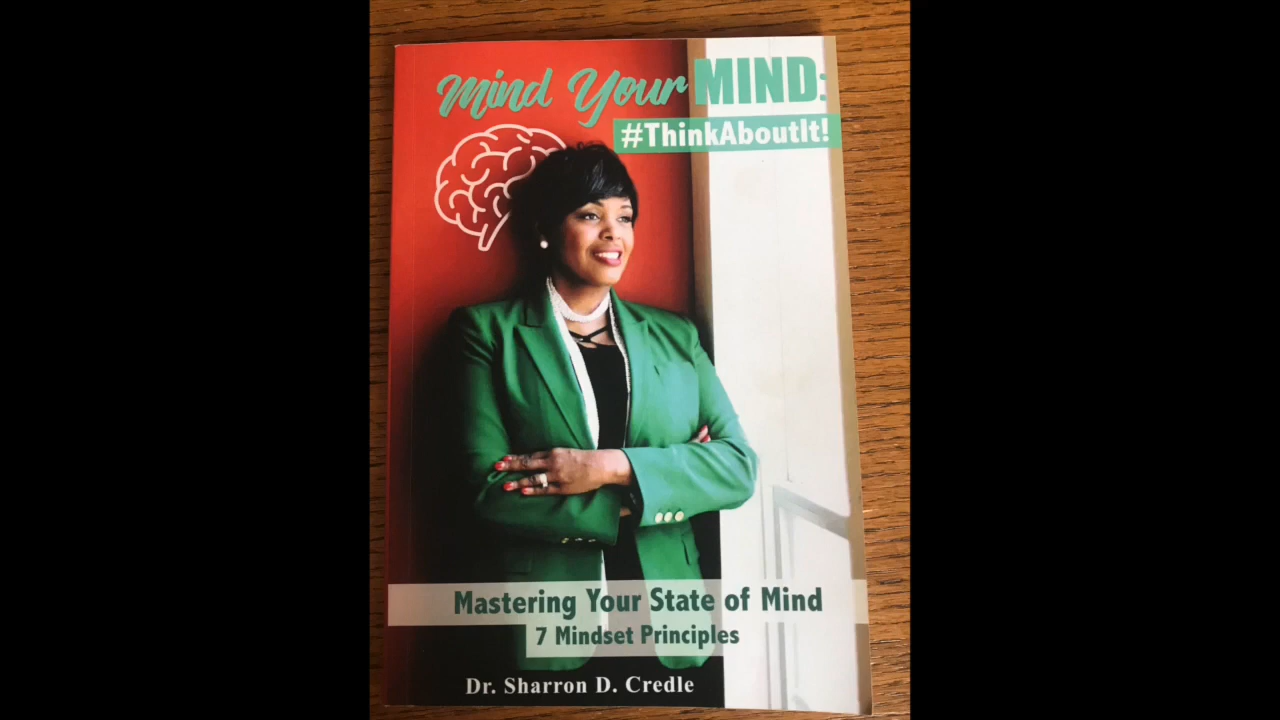 Mind Your MIND:
#ThinkAboutIt!
Mastering Your State of Mind
7 Mindset Principles
Dr. Sharron D. Credle